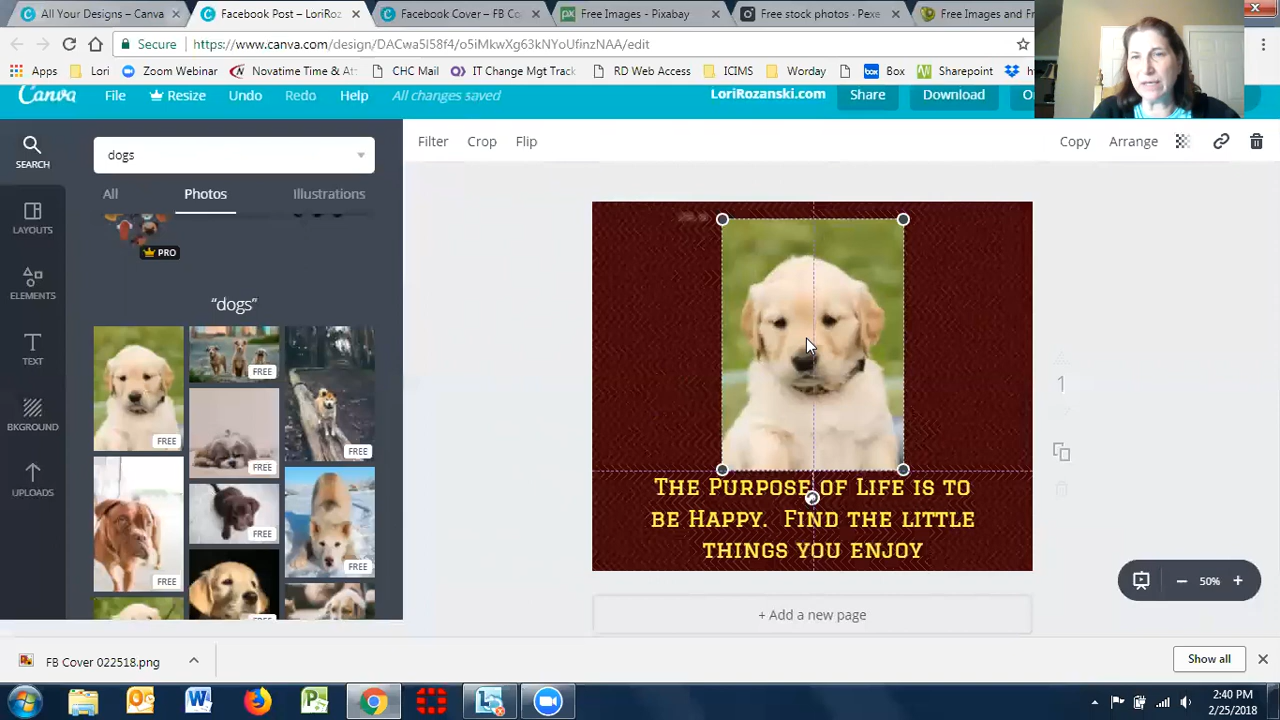 All Your Designs – Canva
Facebook Post – LoriRoz
Facebook Cover – FB Co
Free Images - Pixabay
Free stock photos · Pexe
Free Images and Fr
Secure
https://www.canva.com/design/DACwa5I58f4/o5iMkwXg63kNYoUfinzNAA/edit
Apps
Lori
ZoomWebinar
Novatime Time & Att
CHC Mail
IT Change Mgt Track
RD Web Access
ICIMS
Worday
Box
Sharepoint
Canva
File
Resize
Undo
Redo
Help
All changes saved
LoriRozanski.com
Share
Download
Filter
Crop
Flip
Copy
Arrange
SEARCH
LAYOUTS
ELEMENTS
TEXT
BKGROUND
UPLOADS
dogs
All
Photos
Illustrations
PRO
“dogs”
FREE
FREE
FREE
FREE
FREE
FREE
FREE
FREE
The Purpose of Life is to
be Happy. Find the little
things you enjoy
1
50%
+ Add a new page
FB Cover 022518.png
Show all
2:40 PM
2/25/2018